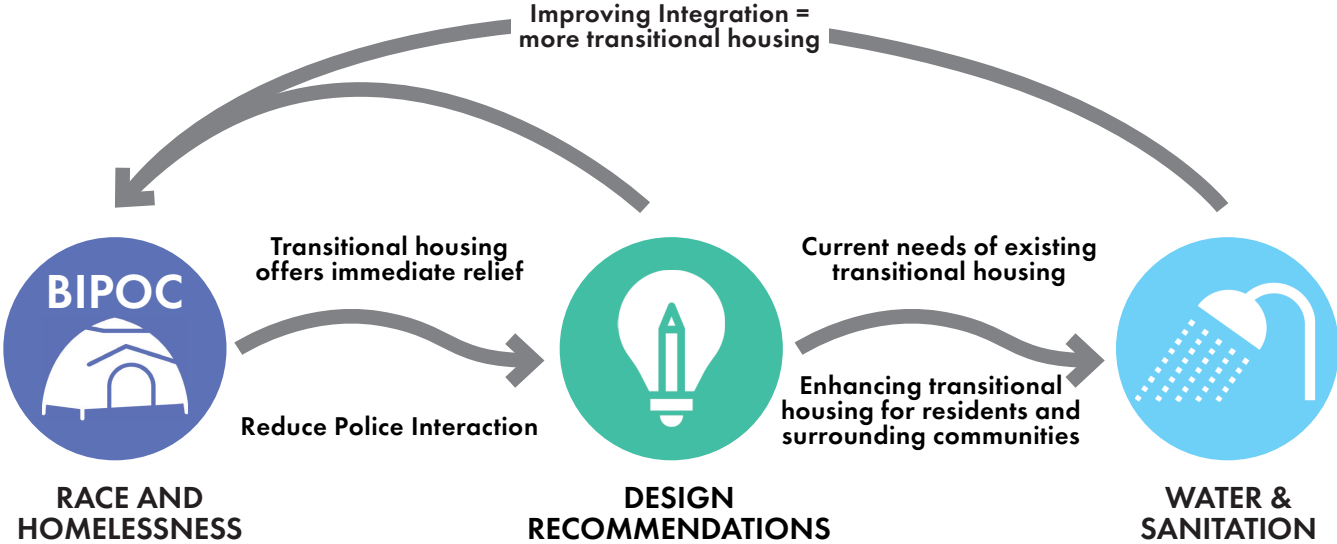 Improving Integration =
more transitional housing
Transitional housing
offers immediate relief
Current needs of existing
transitional housing
BIPOC
Reduce Police Interaction
Enhancing transitional
housing for residents and
surrounding communities
RACE AND
HOMELESSNESS
DESIGN
RECOMMENDATIONS
WATER &
SANITATION